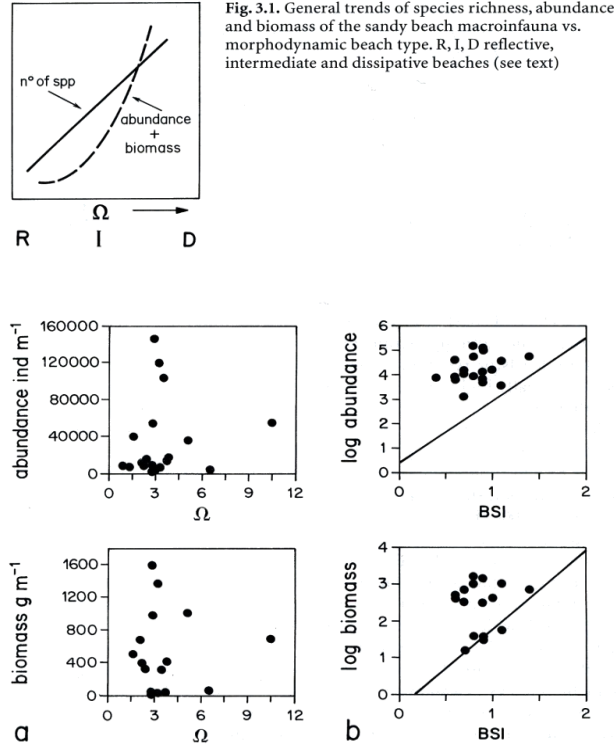 Fig. 3.1. General trends of species richness, abundance
and biomass of the sandy beach macroinfauna vs.
morphodynamic beach type. R, I, D reflective,
intermediate and dissipative beaches (see text)
nº of spp
abundance
+
biomass
Ω
R I D
abundance ind m⁻¹
160000
120000
80000
40000
0
0 3 6 9 12
Ω
log abundance
6
5
4
3
2
1
0
0 1 2
BSI
biomass g m⁻¹
1600
1200
800
400
0
0 3 6 9 12
Ω
a
log biomass
4
3
2
1
0
0 1 2
BSI
b